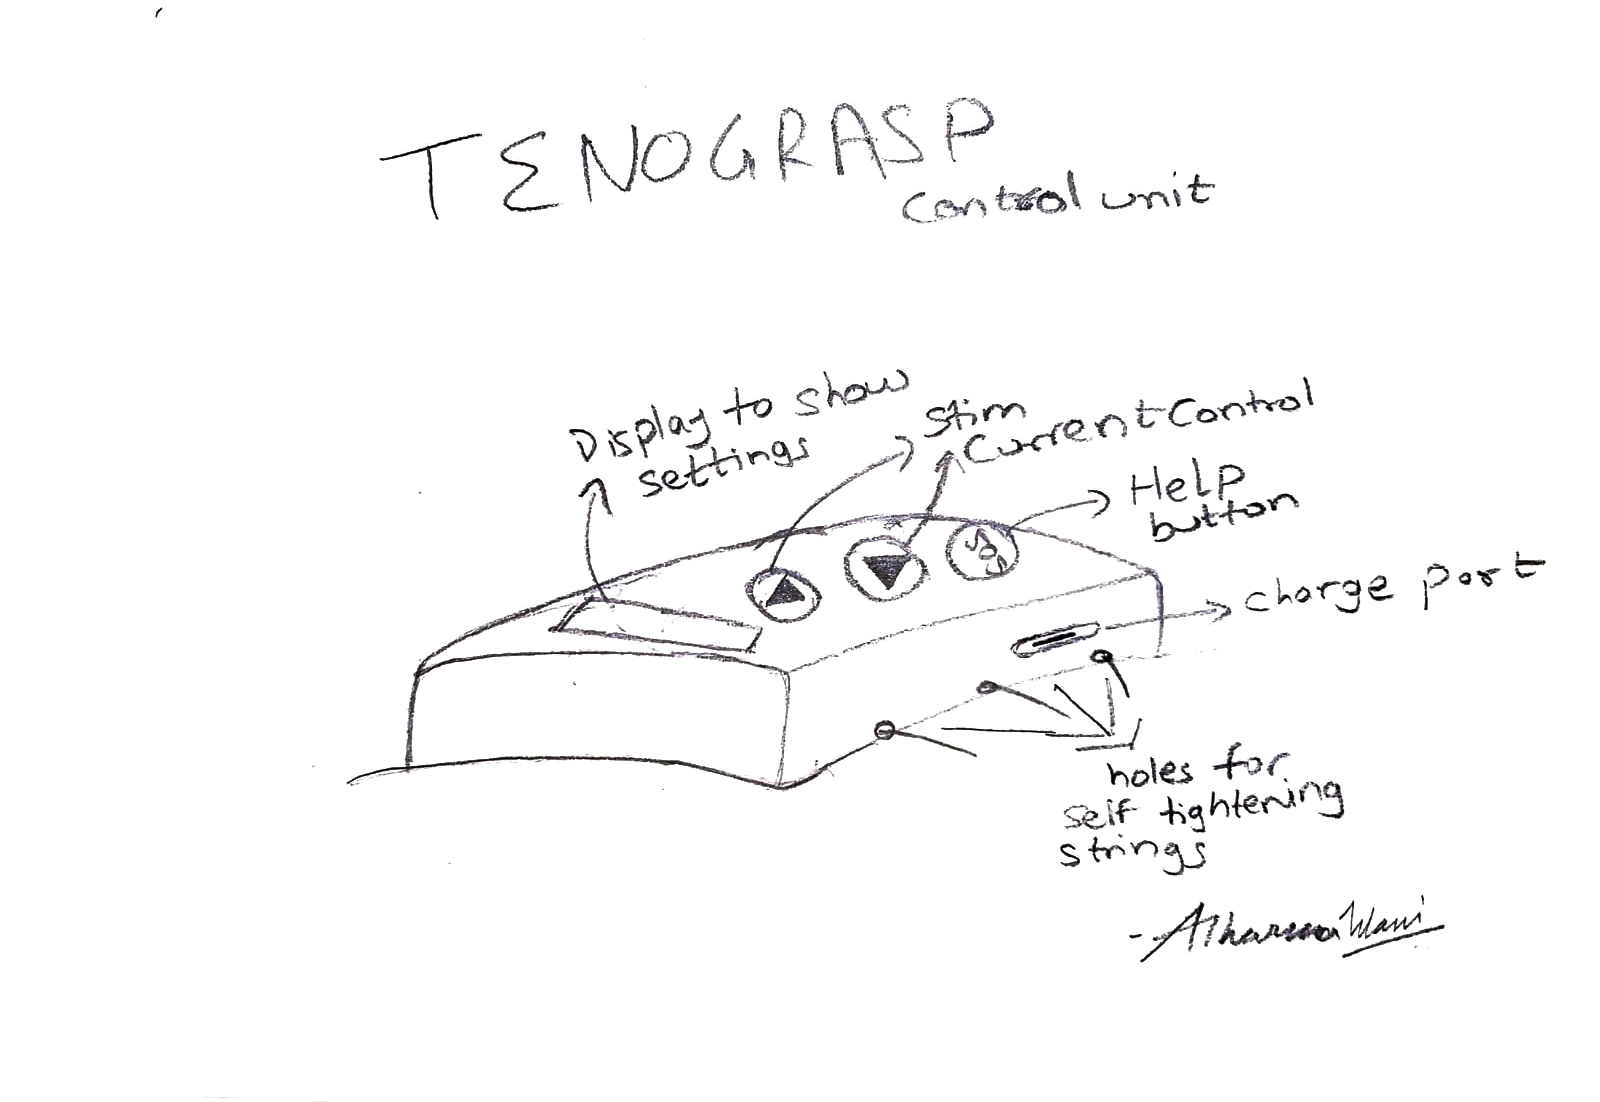 TENOGRASP
Control unit
Display to show
settings
Stim
Current Control
Help
button
SOS
charge port
holes for
self tightening
strings
- Atharva Wani